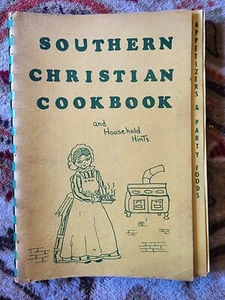 SOUTHERN
CHRISTIAN
COOKBOOK
and
Household
Hints
APPETIZERS & PARTY FOODS